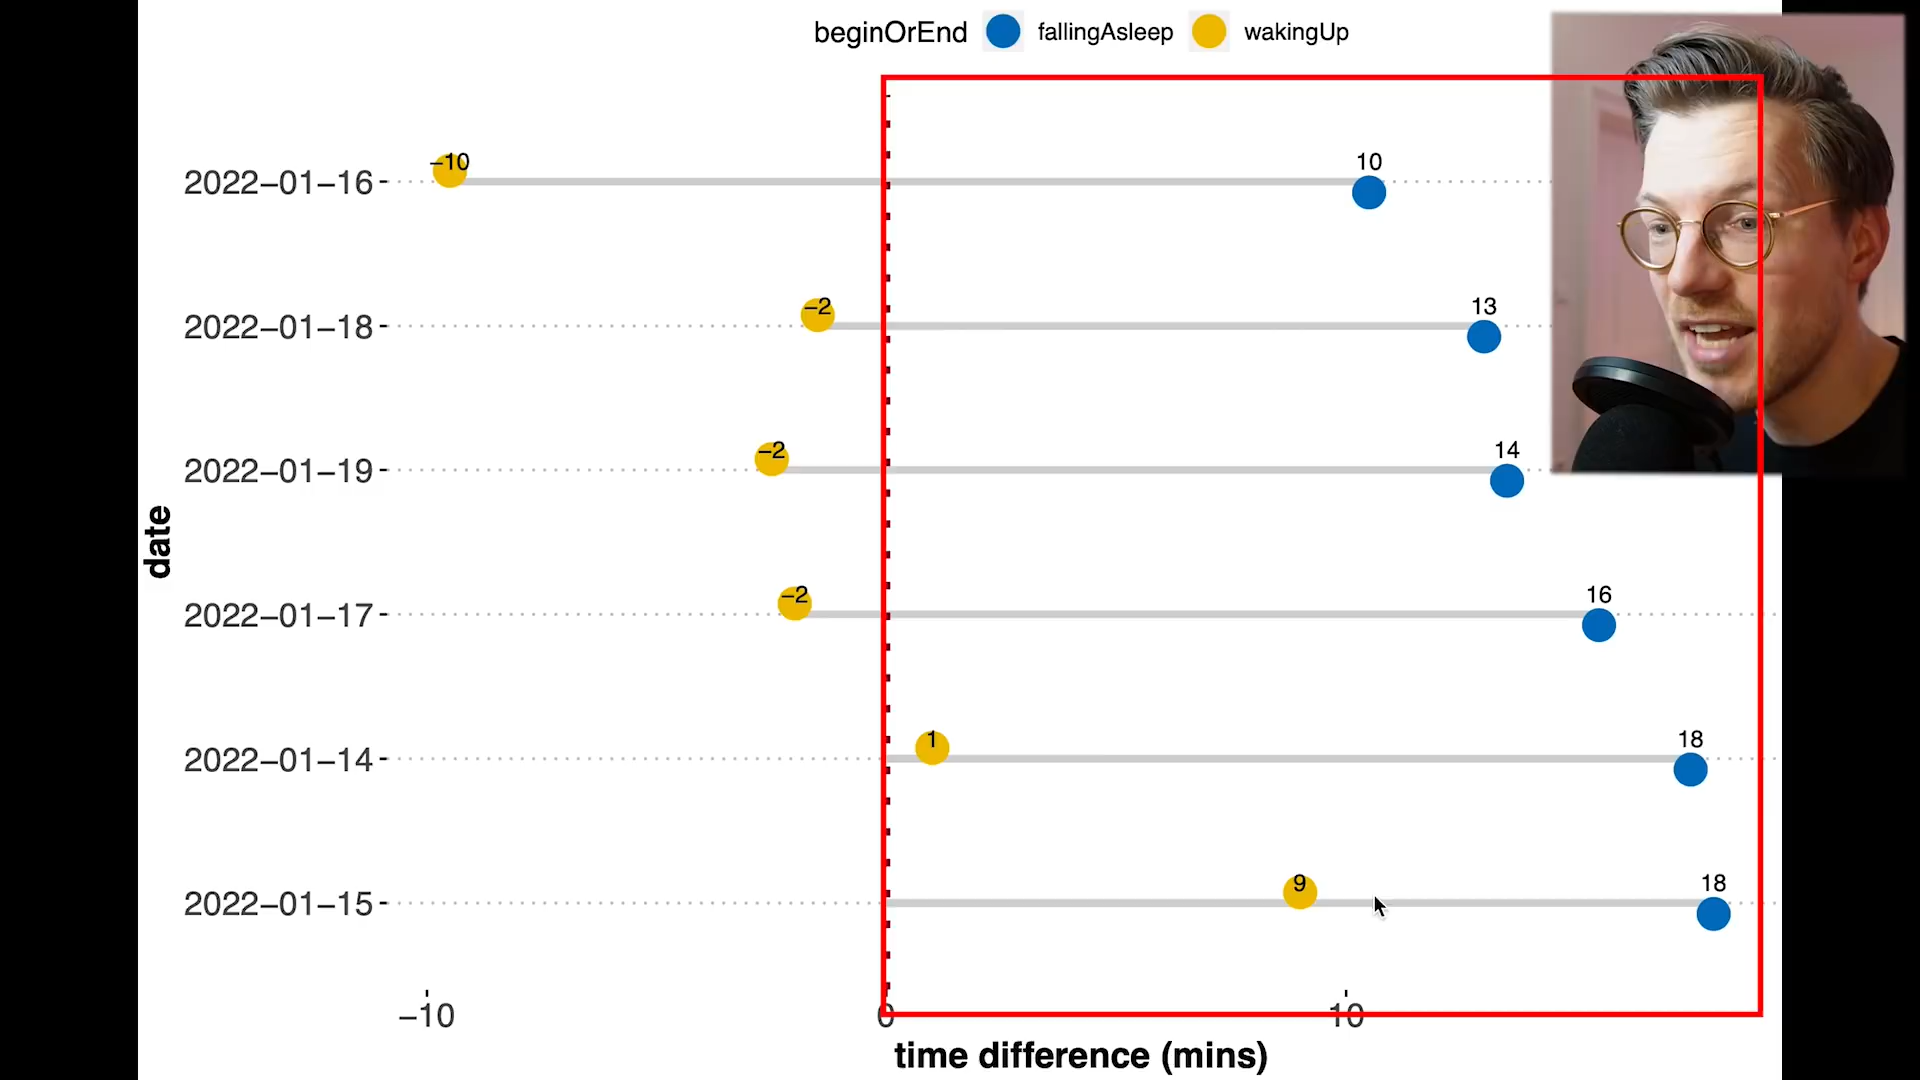 beginOrEnd fallingAsleep wakingUp
2022−01−16 −10 10
2022−01−18 −2 13
2022−01−19 −2 14
date
2022−01−17 −2 16
2022−01−14 1 18
2022−01−15 9 18
−10 0 10
time difference (mins)